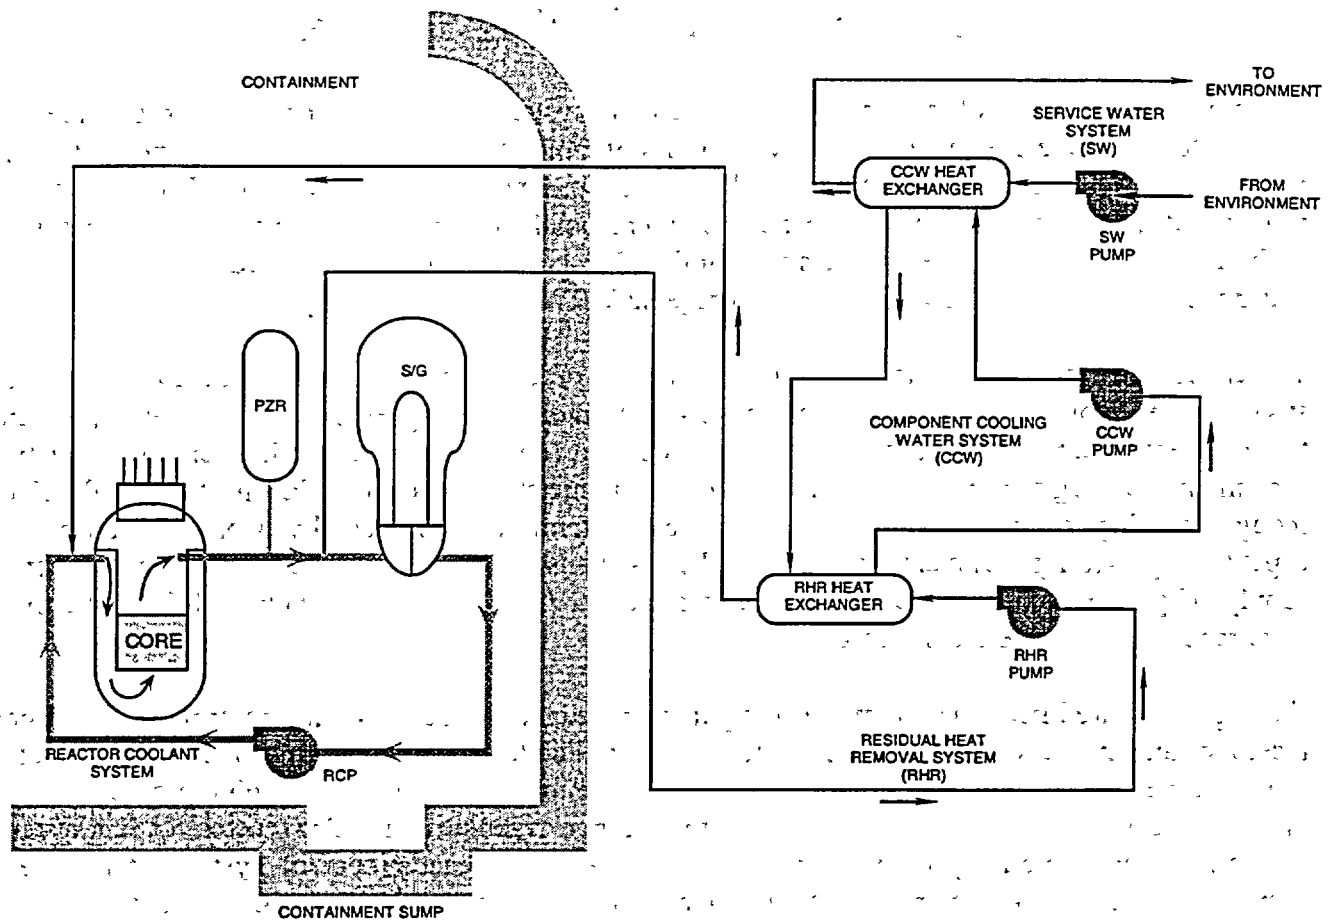 CONTAINMENT
TO
ENVIRONMENT
SERVICE WATER
SYSTEM
(SW)
CCW HEAT
EXCHANGER
FROM
ENVIRONMENT
SW
PUMP
S/G
PZR
COMPONENT COOLING
WATER SYSTEM
(CCW)
CCW
PUMP
RHR HEAT
EXCHANGER
CORE
RHR
PUMP
REACTOR COOLANT
SYSTEM
RCP
RESIDUAL HEAT
REMOVAL SYSTEM
(RHR)
CONTAINMENT SUMP